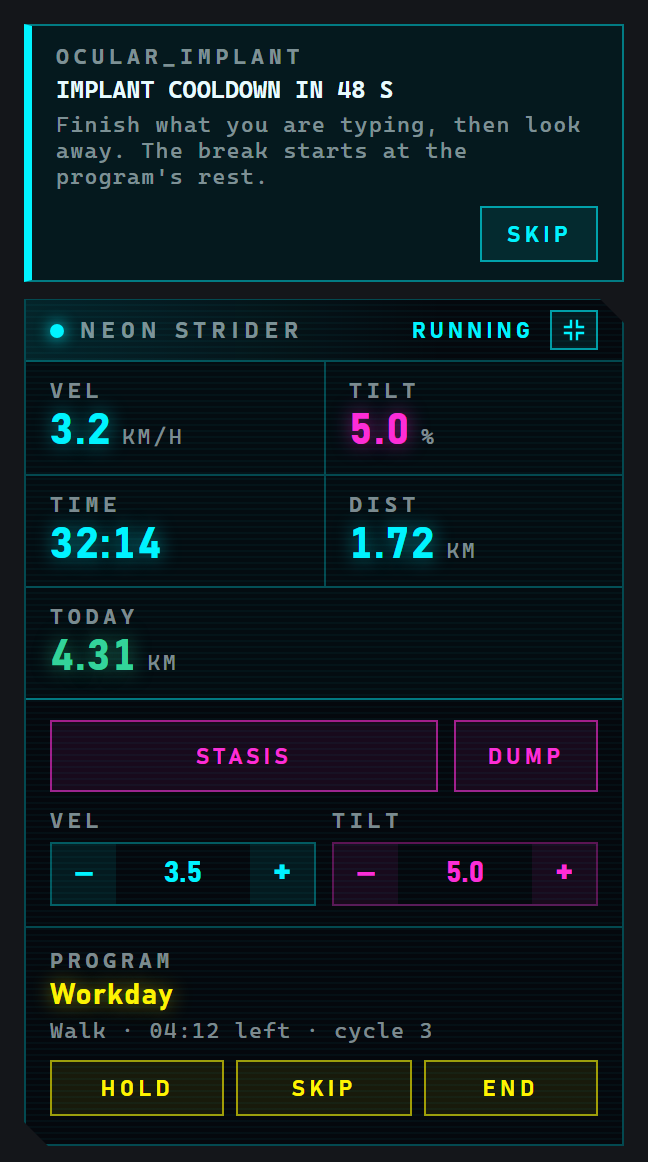 OCULAR_IMPLANT
IMPLANT COOLDOWN IN 48 S
Finish what you are typing, then look
away. The break starts at the
program's rest.
SKIP
NEON STRIDER RUNNING
VEL TILT
3.2 KM/H 5.0 %
TIME DIST
32:14 1.72 KM
TODAY
4.31 KM
STASIS DUMP
VEL TILT
– 3.5 + – 5.0 +
PROGRAM
Workday
Walk · 04:12 left · cycle 3
HOLD SKIP END